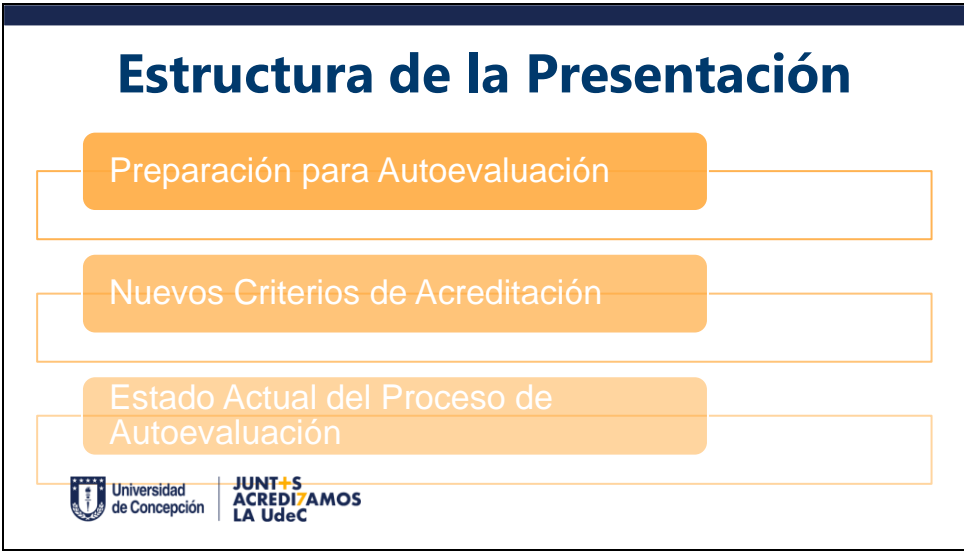 Estructura de la Presentación
Preparación para Autoevaluación
Nuevos Criterios de Acreditación
Estado Actual del Proceso de
Autoevaluación
Universidad
de Concepción
JUNT+S
ACREDI7AMOS
LA UdeC